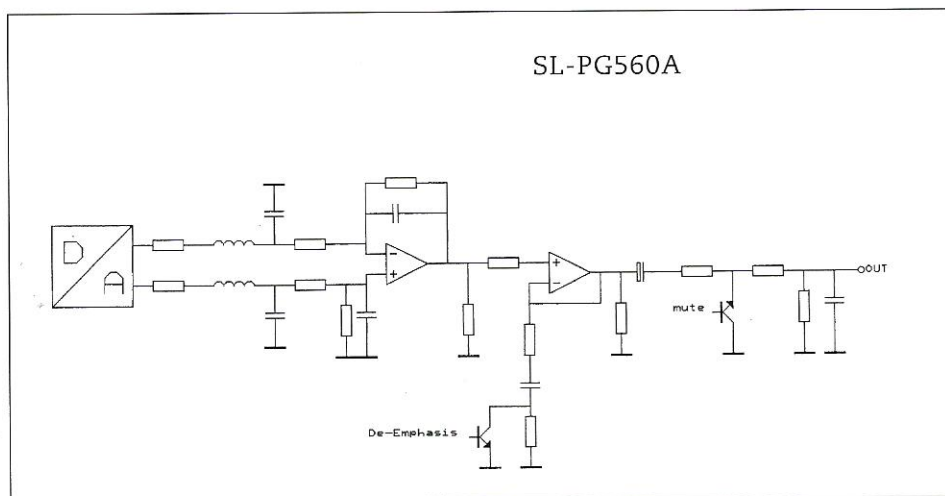 SL-PG560A
D
A
−
+
+
−
OUT
mute
De-Emphasis